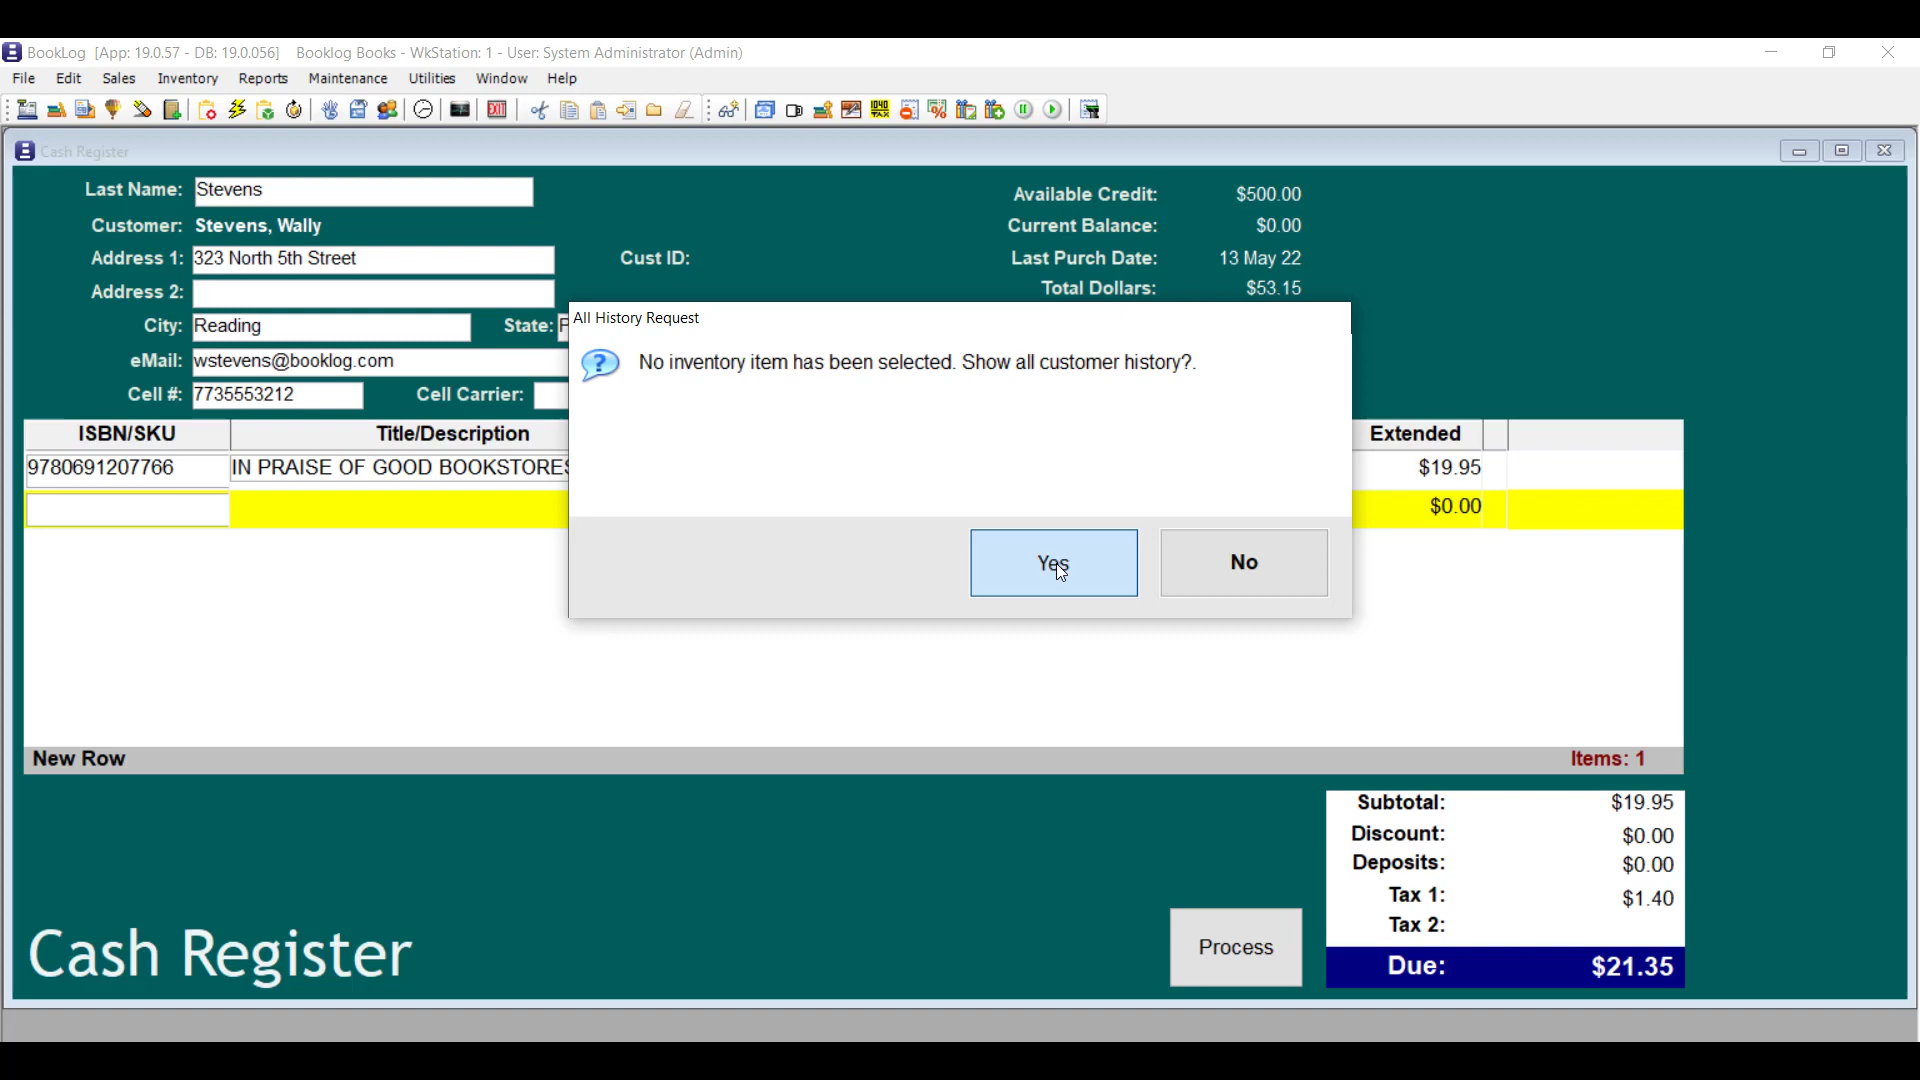 BookLog [App: 19.0.57 - DB: 19.0.056] Booklog Books - WkStation: 1 - User: System Administrator (Admin)
File Edit Sales Inventory Reports Maintenance Utilities Window Help
EXIT
1040 TAX
Cash Register
Last Name: Stevens
Available Credit: $500.00
Customer: Stevens, Wally
Current Balance: $0.00
Address 1: 323 North 5th Street
Cust ID:
Last Purch Date: 13 May 22
Address 2:
Total Dollars: $53.15
City: Reading
State:
All History Request
eMail: wstevens@booklog.com
No inventory item has been selected. Show all customer history?.
Cell #: 7735553212
Cell Carrier:
ISBN/SKU Title/Description Extended
9780691207766 IN PRAISE OF GOOD BOOKSTORES $19.95
$0.00
Yes No
New Row Items: 1
Subtotal: $19.95
Discount: $0.00
Deposits: $0.00
Tax 1: $1.40
Tax 2:
Due: $21.35
Process
Cash Register